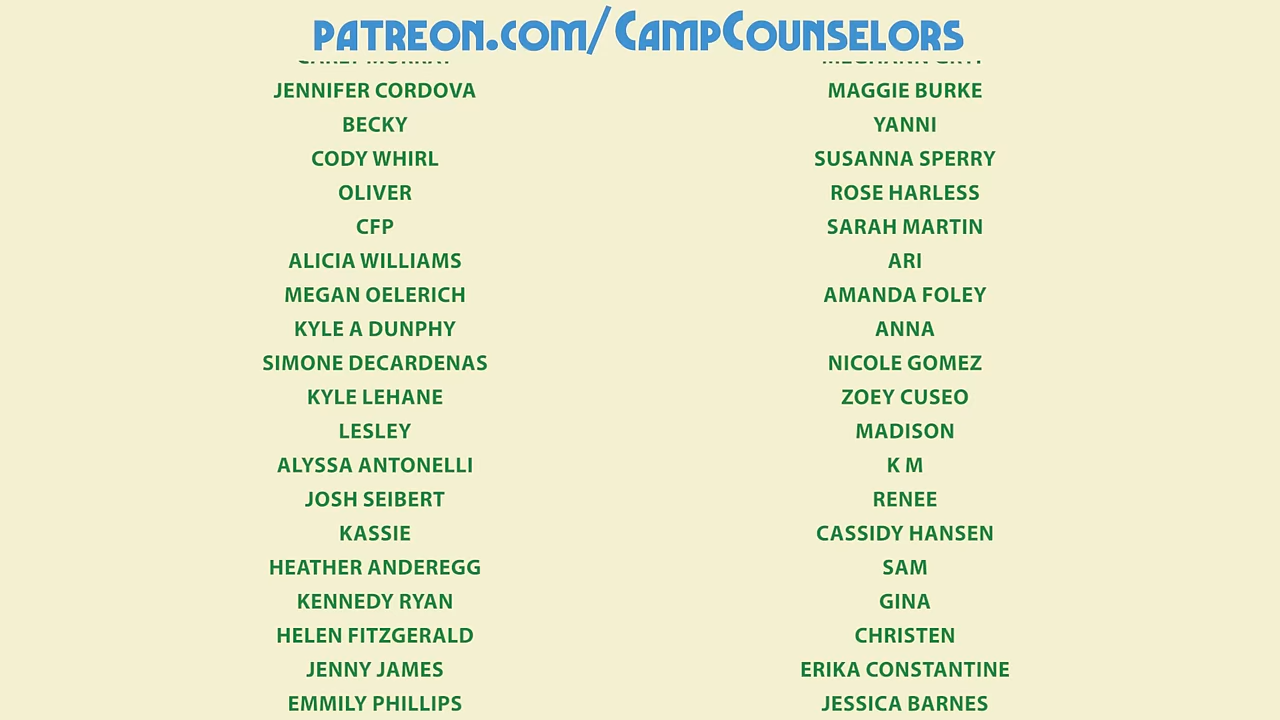 PATREON.COM/CAMPCOUNSELORS
JENNIFER CORDOVA
BECKY
CODY WHIRL
OLIVER
CFP
ALICIA WILLIAMS
MEGAN OELERICH
KYLE A DUNPHY
SIMONE DECARDENAS
KYLE LEHANE
LESLEY
ALYSSA ANTONELLI
JOSH SEIBERT
KASSIE
HEATHER ANDEREGG
KENNEDY RYAN
HELEN FITZGERALD
JENNY JAMES
EMMILY PHILLIPS
MAGGIE BURKE
YANNI
SUSANNA SPERRY
ROSE HARLESS
SARAH MARTIN
ARI
AMANDA FOLEY
ANNA
NICOLE GOMEZ
ZOEY CUSEO
MADISON
K M
RENEE
CASSIDY HANSEN
SAM
GINA
CHRISTEN
ERIKA CONSTANTINE
JESSICA BARNES